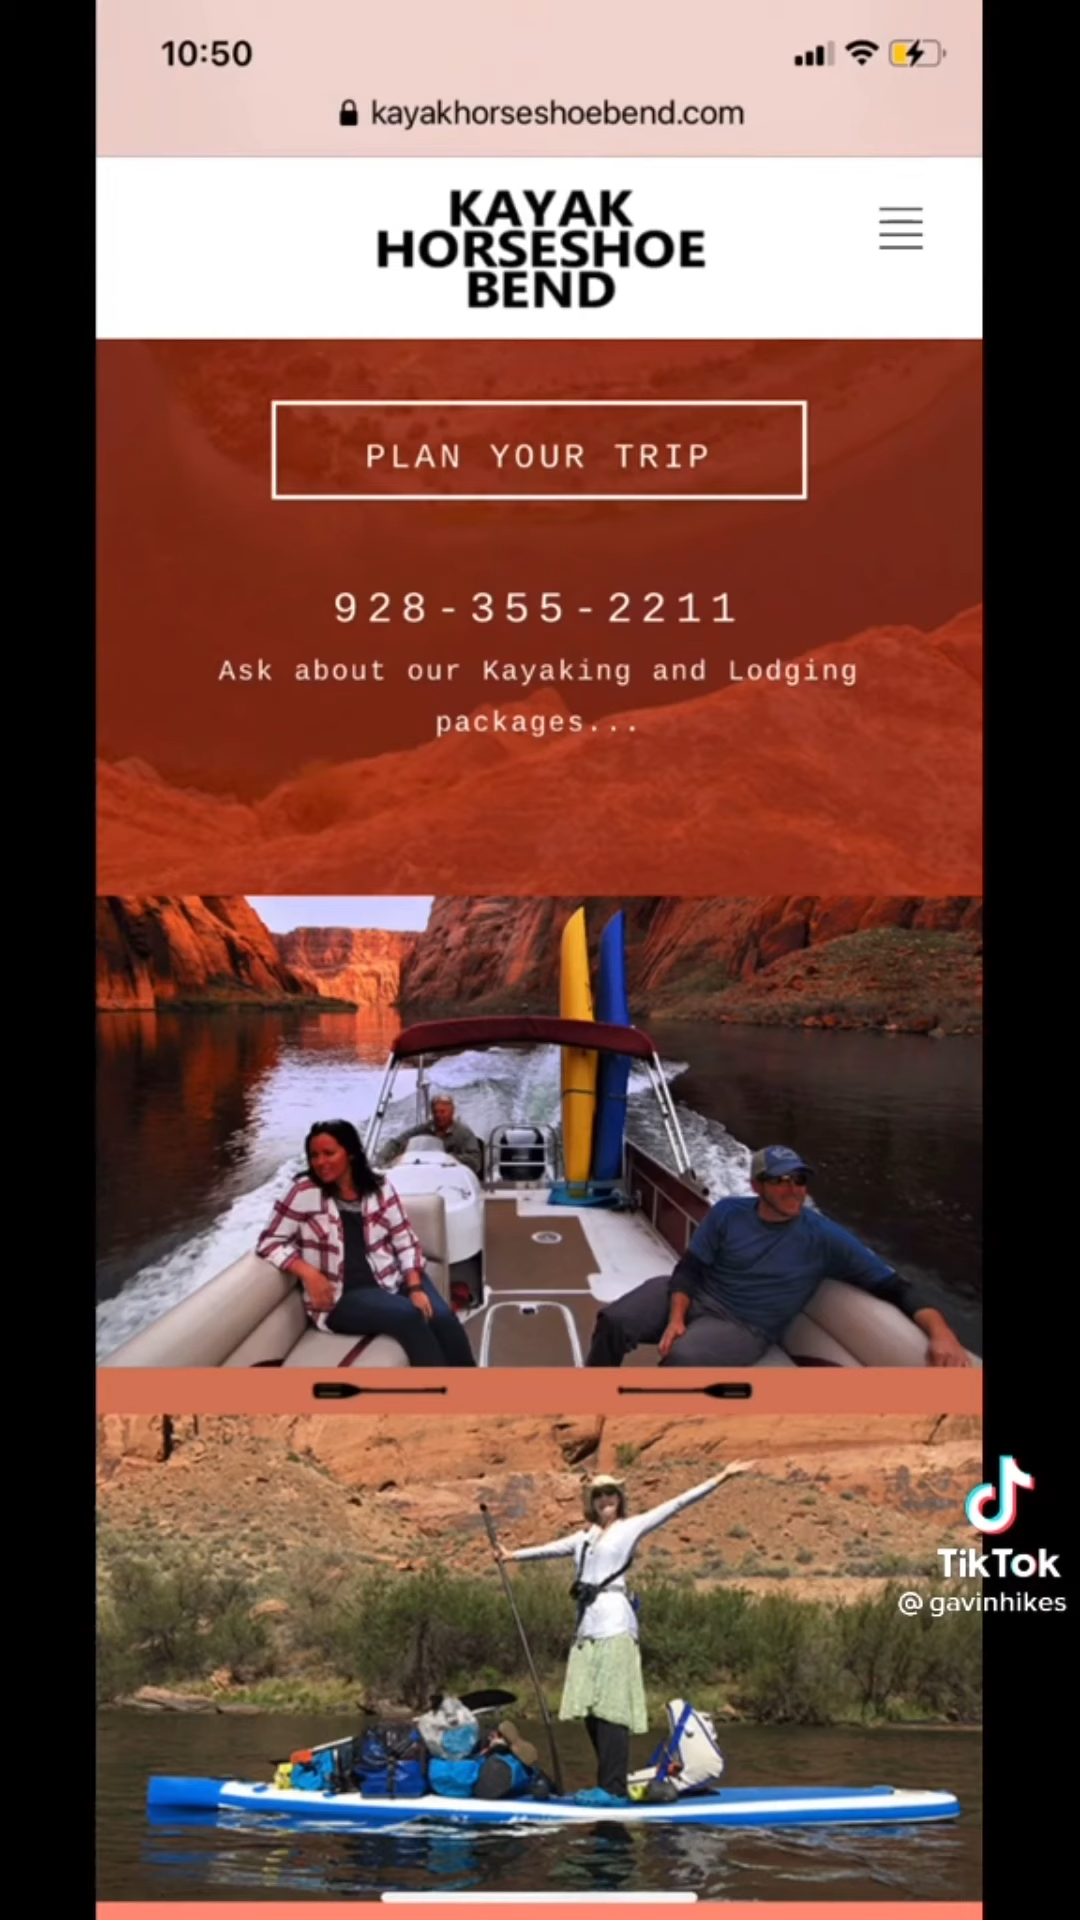 10:50
kayakhorseshoebend.com
KAYAK
HORSESHOE
BEND
PLAN YOUR TRIP
928-355-2211
Ask about our Kayaking and Lodging
packages...
TikTok
@gavinhikes